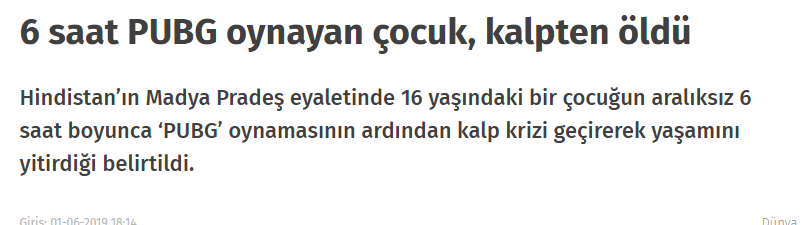 6 saat PUBG oynayan çocuk, kalpten öldü
Hindistan’ın Madya Pradeş eyaletinde 16 yaşındaki bir çocuğun aralıksız 6
saat boyunca ‘PUBG’ oynamasının ardından kalp krizi geçirerek yaşamını
yitirdiği belirtildi.
Giriş: 01-06-2019 18:14
Dünya